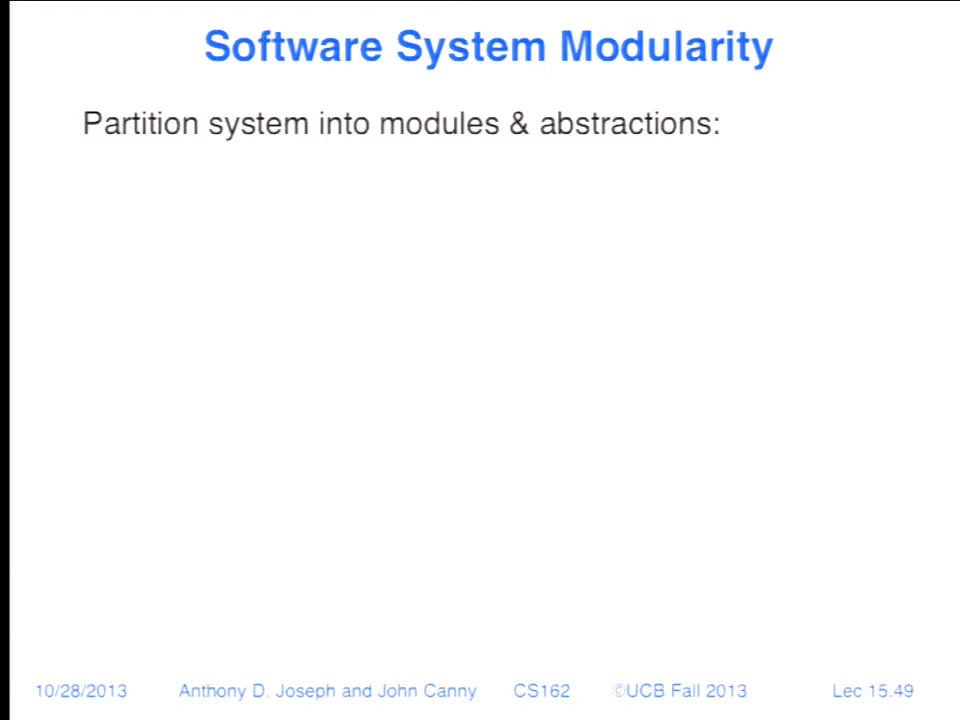 Software System Modularity
Partition system into modules & abstractions:
10/28/2013 Anthony D. Joseph and John Canny CS162 ©UCB Fall 2013 Lec 15.49